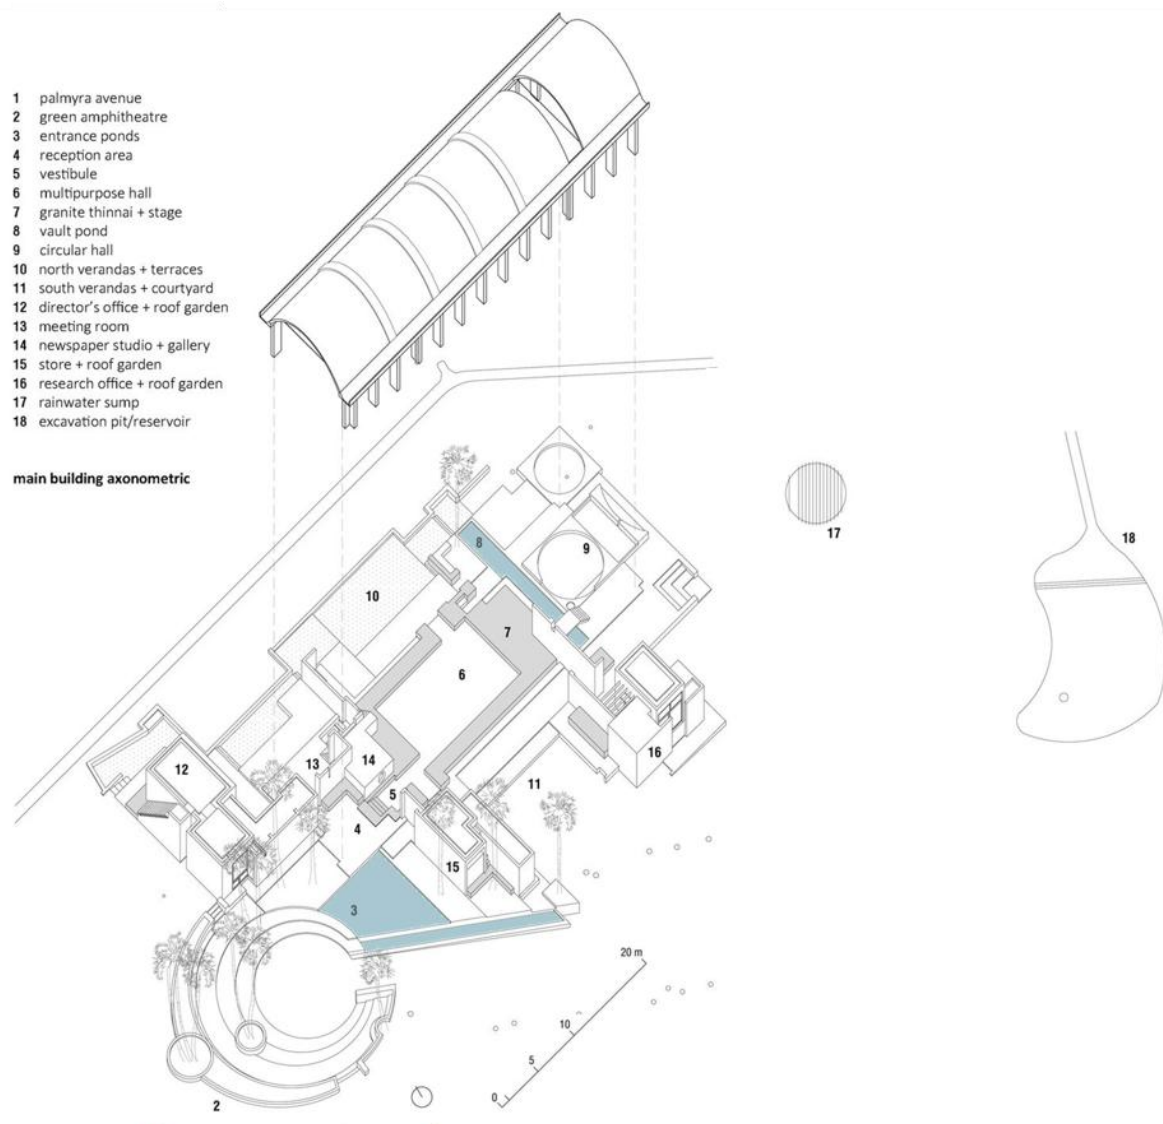 1 palmyra avenue
2 green amphitheatre
3 entrance ponds
4 reception area
5 vestibule
6 multipurpose hall
7 granite thinnai + stage
8 vault pond
9 circular hall
10 north verandas + terraces
11 south verandas + courtyard
12 director's office + roof garden
13 meeting room
14 newspaper studio + gallery
15 store + roof garden
16 research office + roof garden
17 rainwater sump
18 excavation pit/reservoir
main building axonometric
17
18
8
9
10
7
6
16
12
13
14
11
5
4
15
3
20 m
10
5
0
2